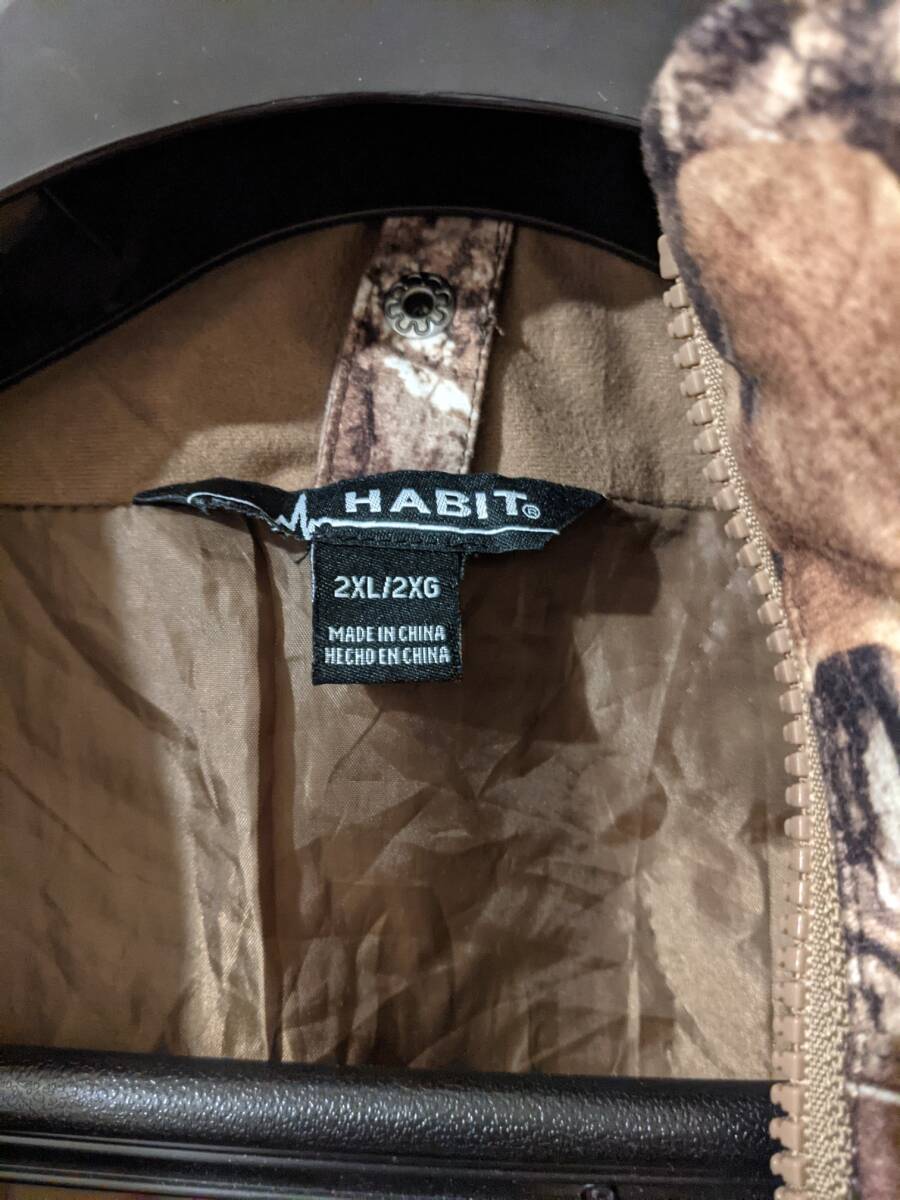 HABIT®
2XL/2XG
MADE IN CHINA
HECHO EN CHINA